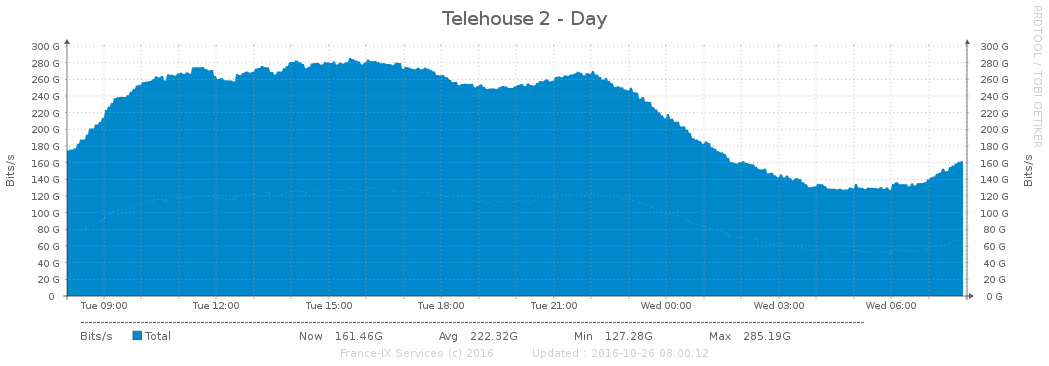 Telehouse 2 - Day
RRDTOOL / TOBI OETIKER
Bits/s
300 G 300 G
280 G 280 G
260 G 260 G
240 G 240 G
220 G 220 G
200 G 200 G
180 G 180 G
160 G 160 G
140 G 140 G
120 G 120 G
100 G 100 G
80 G 80 G
60 G 60 G
40 G 40 G
20 G 20 G
0 0 G
Bits/s
Tue 09:00 Tue 12:00 Tue 15:00 Tue 18:00 Tue 21:00 Wed 00:00 Wed 03:00 Wed 06:00
Bits/s Total Now 161.46G Avg 222.32G Min 127.28G Max 285.19G
France-IX Services (c) 2016 Updated : 2016-10-26 08:00:12